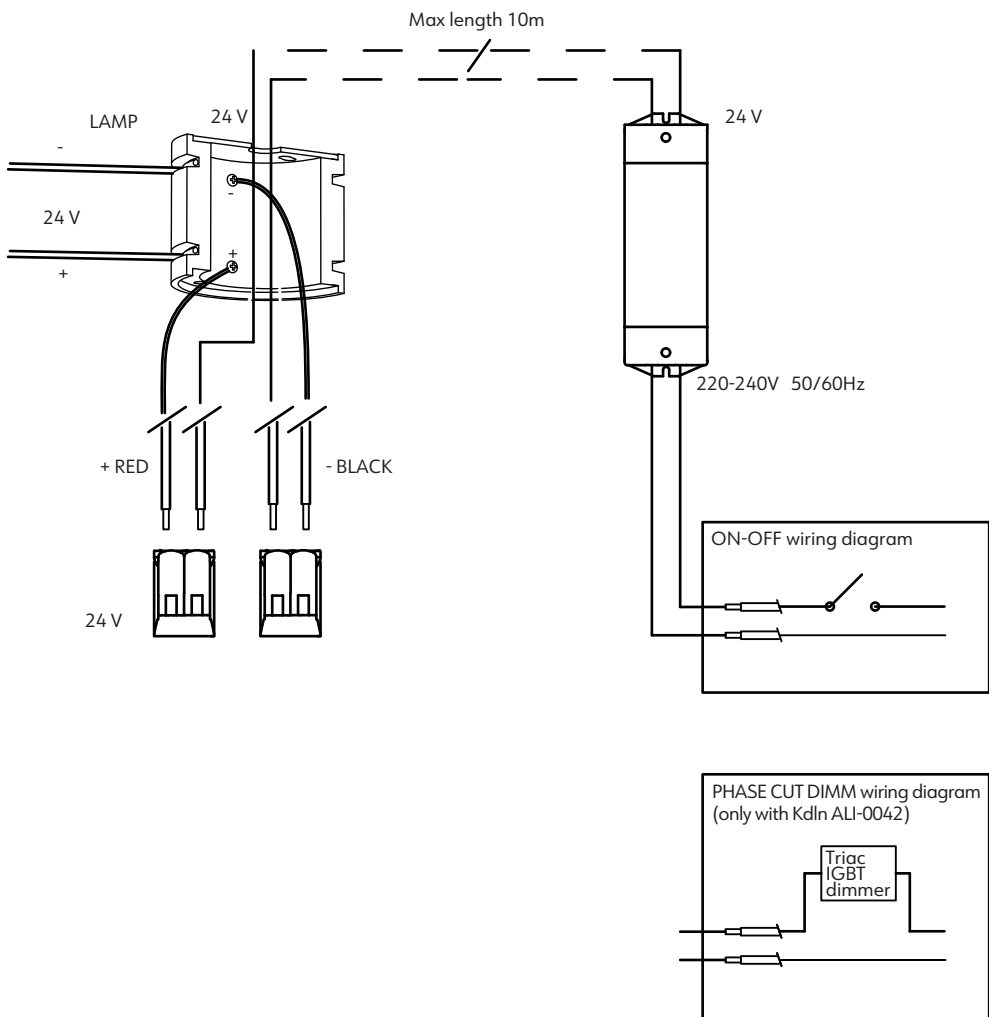 Max length 10m
24 V
24 V
LAMP
-
-
24 V
+
+
220-240V 50/60Hz
+ RED
- BLACK
24 V
ON-OFF wiring diagram
PHASE CUT DIMM wiring diagram
(only with Kdln ALI-0042)
Triac
IGBT
dimmer